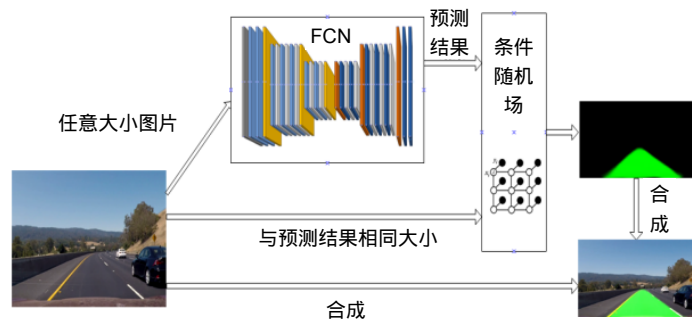 FCN
预测
结果
条件
随机
场
任意大小图片
与预测结果相同大小
合
成
合成